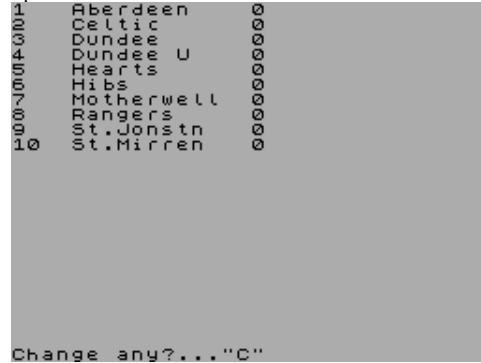 1 Aberdeen 0
2 Celtic 0
3 Dundee 0
4 Dundee U 0
5 Hearts 0
6 Hibs 0
7 Motherwell 0
8 Rangers 0
9 St.Jonstn 0
10 St.Mirren 0
Change any?..."C"